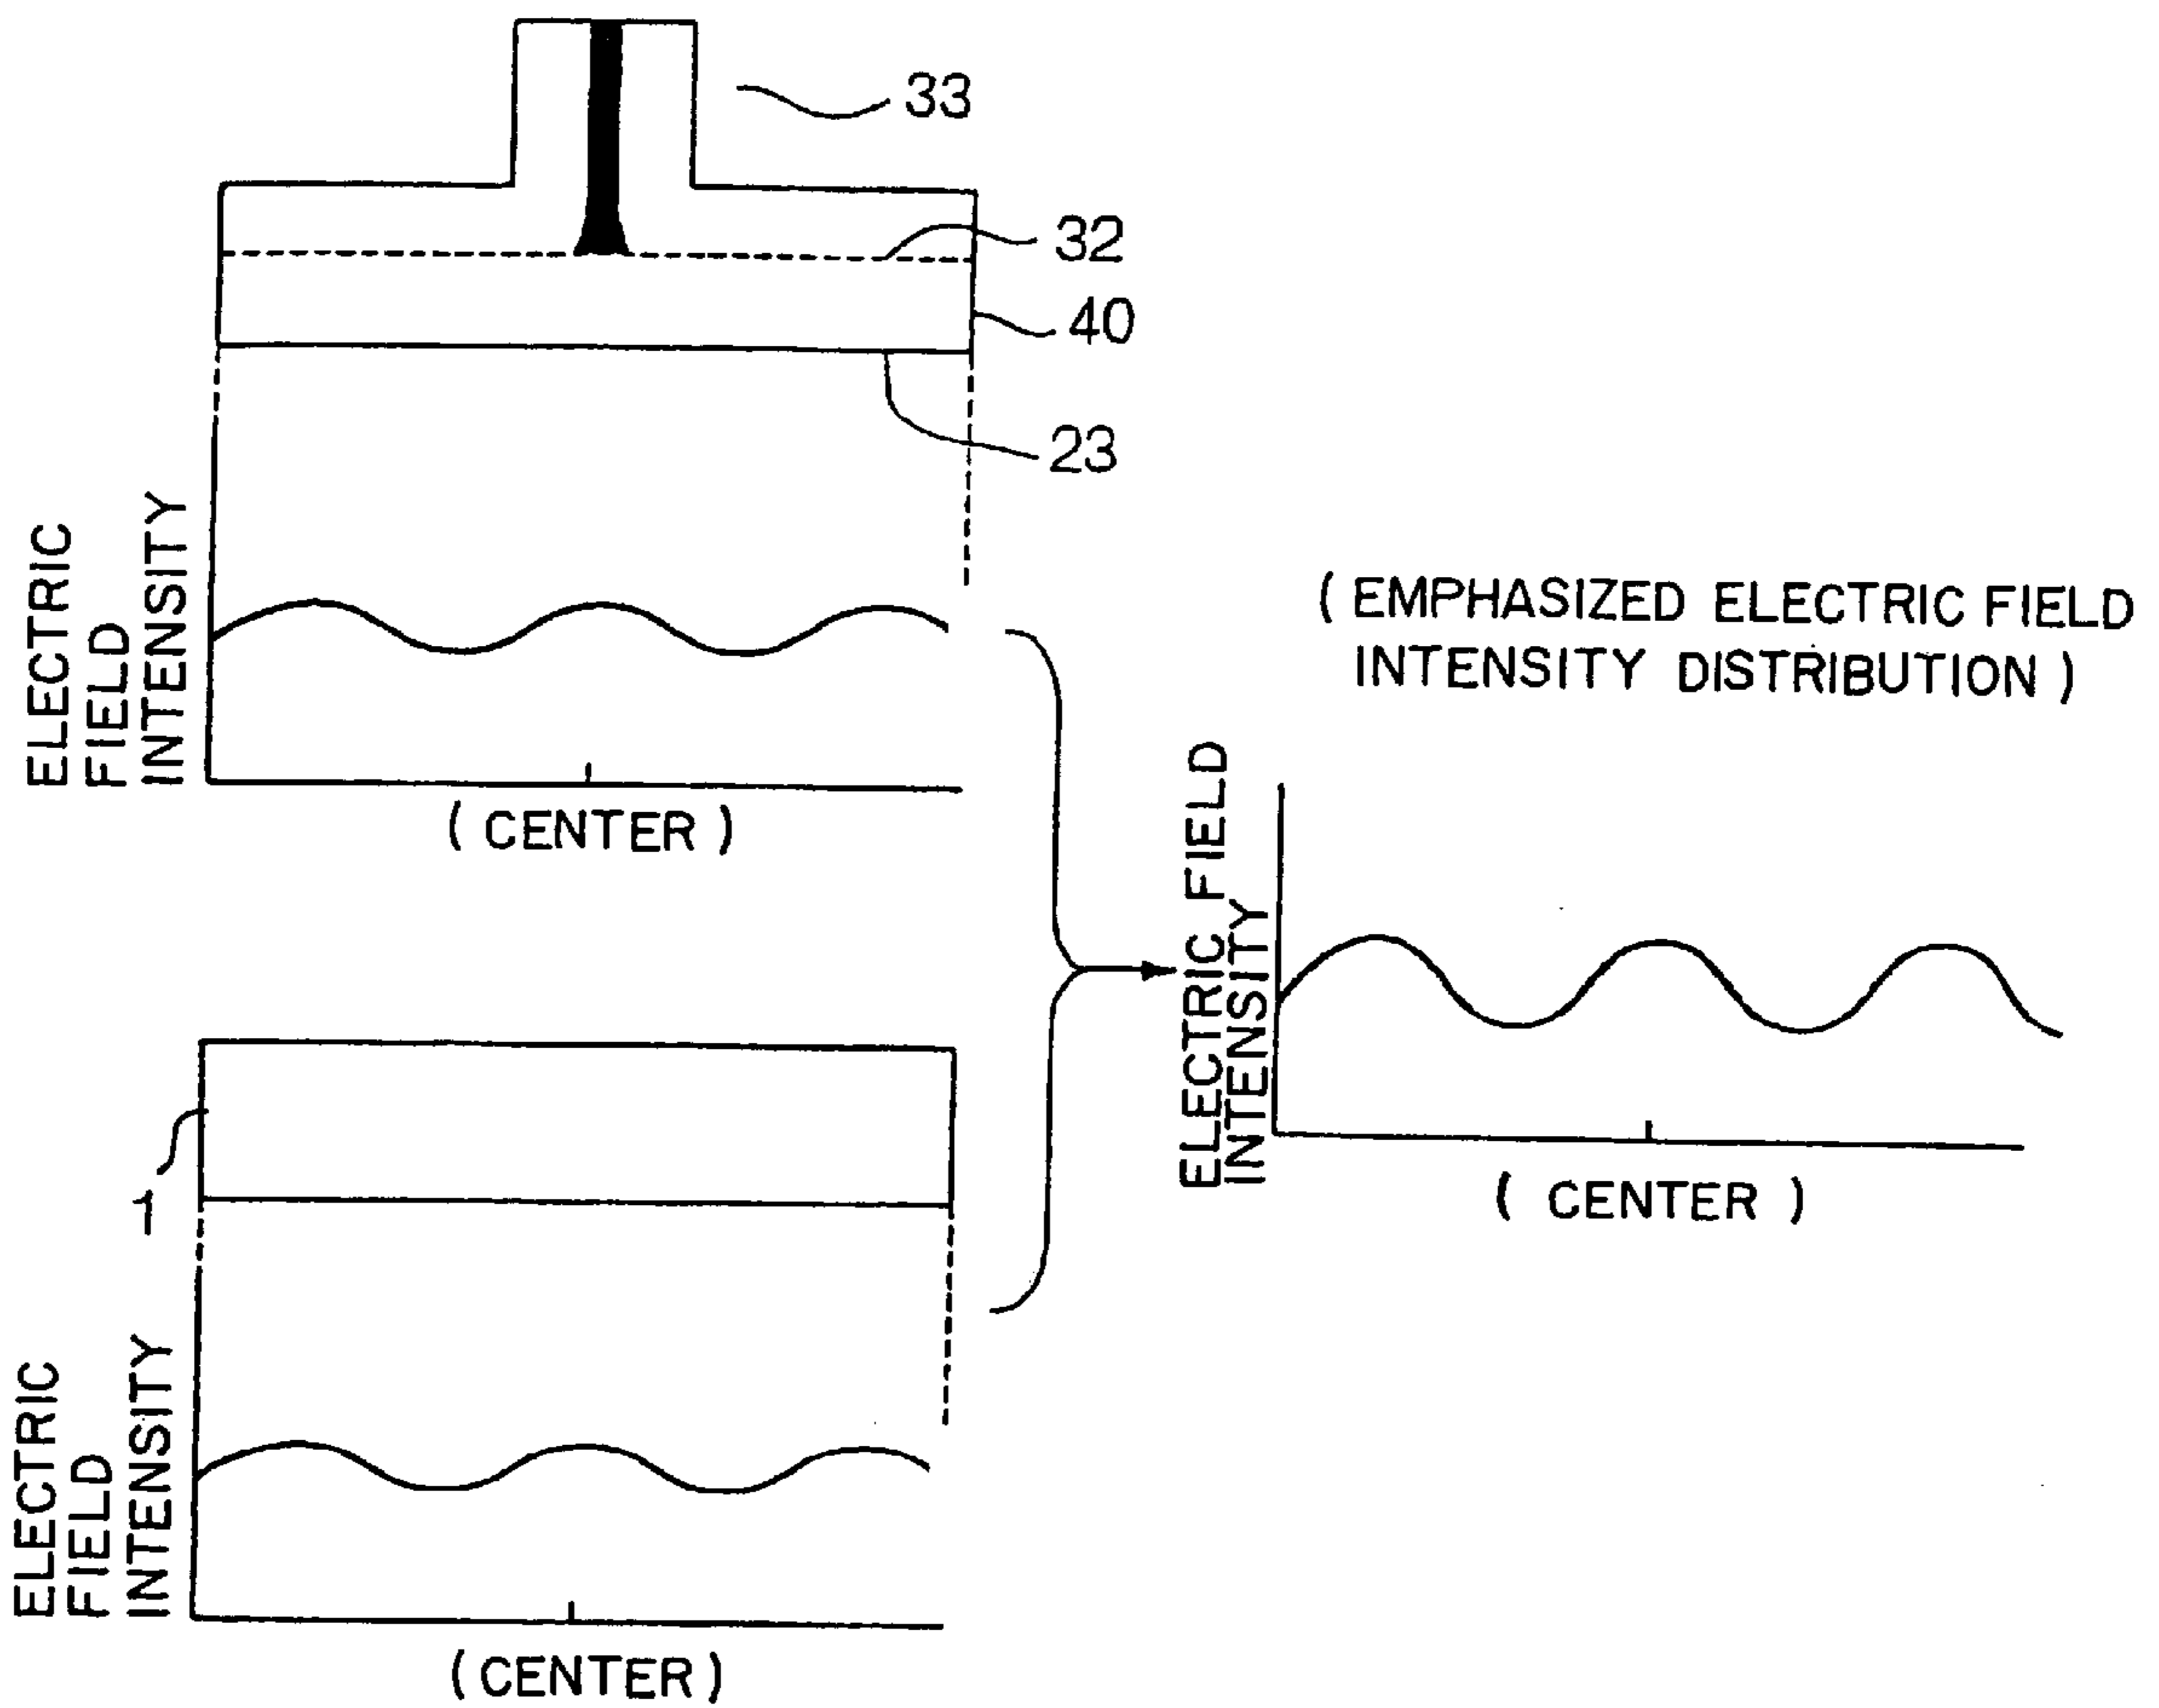 33
32
40
23
ELECTRIC
FIELD
INTENSITY
( CENTER )
( EMPHASIZED ELECTRIC FIELD
INTENSITY DISTRIBUTION )
ELECTRIC FIELD
INTENSITY
( CENTER )
1
ELECTRIC
FIELD
INTENSITY
( CENTER )